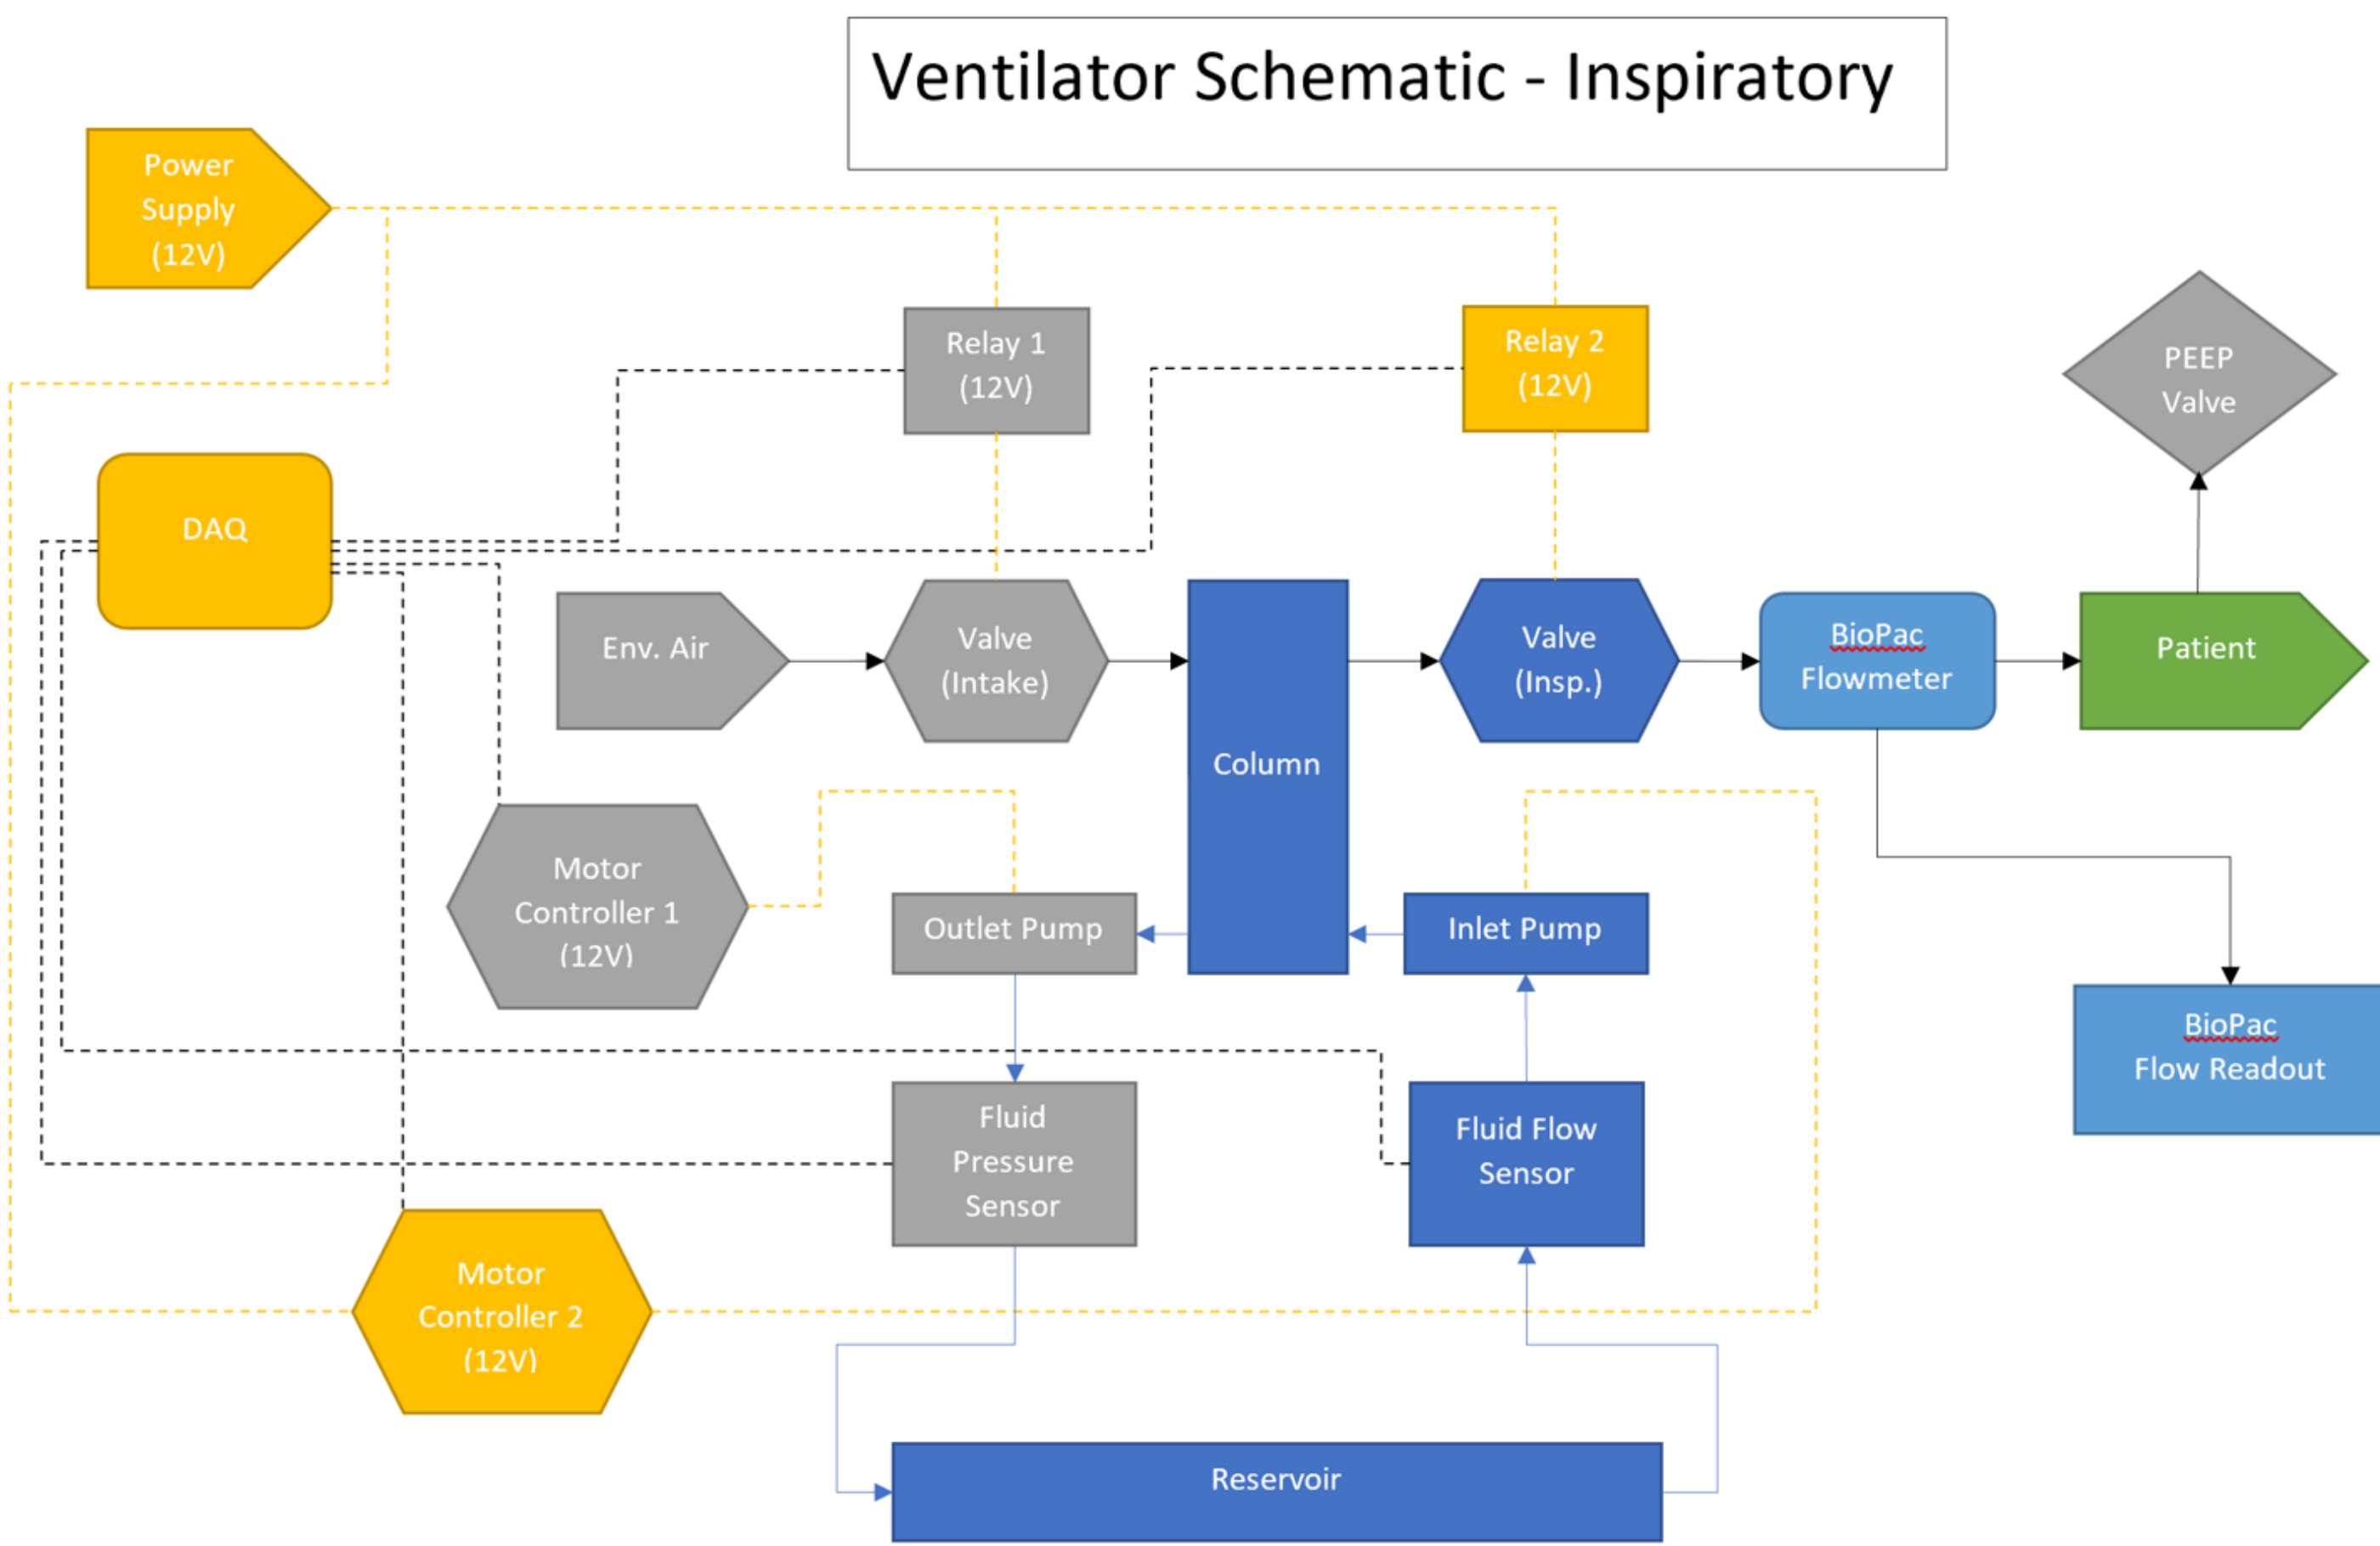 Ventilator Schematic - Inspiratory
Power
Supply
(12V)
Relay 1
(12V)
Relay 2
(12V)
PEEP
Valve
DAQ
Env. Air
Valve
(Intake)
Column
Valve
(Insp.)
BioPac
Flowmeter
Patient
Motor
Controller 1
(12V)
Outlet Pump
Inlet Pump
BioPac
Flow Readout
Fluid
Pressure
Sensor
Fluid Flow
Sensor
Motor
Controller 2
(12V)
Reservoir